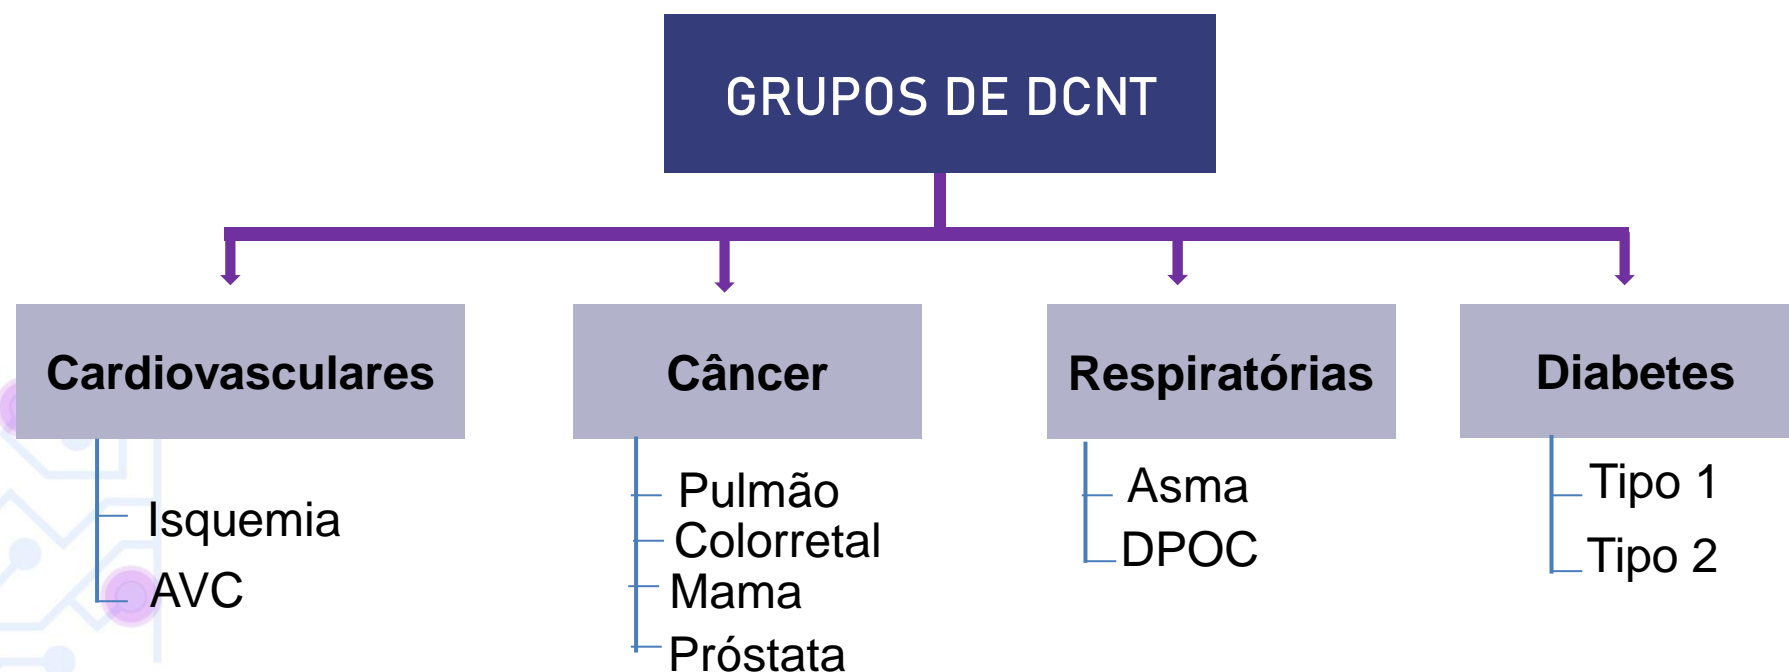 GRUPOS DE DCNT
Cardiovasculares
Isquemia
AVC
Câncer
Pulmão
Colorretal
Mama
Próstata
Respiratórias
Asma
DPOC
Diabetes
Tipo 1
Tipo 2